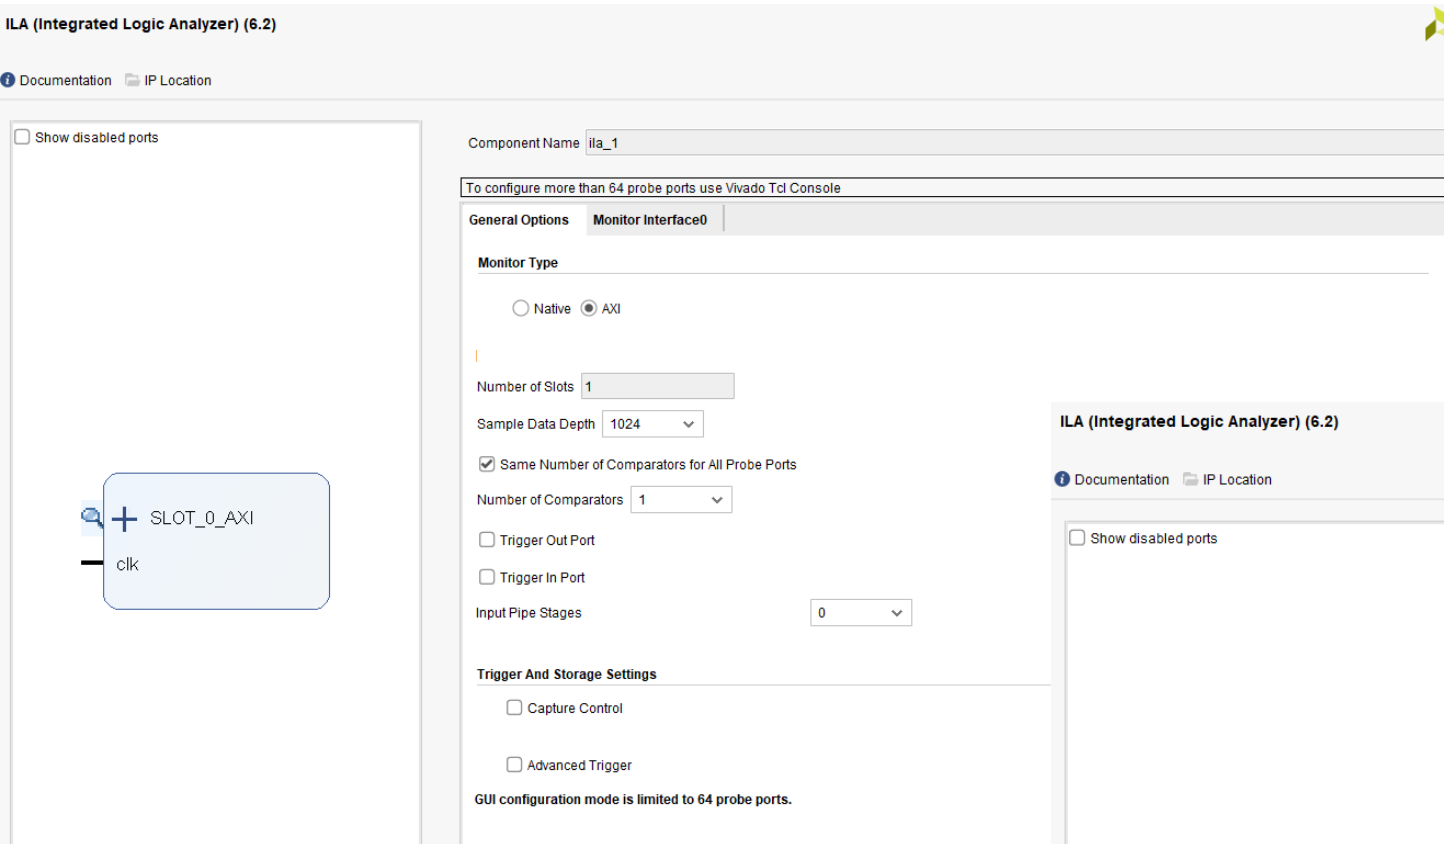 ILA (Integrated Logic Analyzer) (6.2)
Documentation IP Location
Show disabled ports
SLOT_0_AXI
clk
Component Name ila_1
To configure more than 64 probe ports use Vivado Tcl Console
General Options Monitor Interface0
Monitor Type
Native AXI
Number of Slots 1
Sample Data Depth 1024
Same Number of Comparators for All Probe Ports
Number of Comparators 1
Trigger Out Port
Trigger In Port
Input Pipe Stages 0
Trigger And Storage Settings
Capture Control
Advanced Trigger
GUI configuration mode is limited to 64 probe ports.
ILA (Integrated Logic Analyzer) (6.2)
Documentation IP Location
Show disabled ports